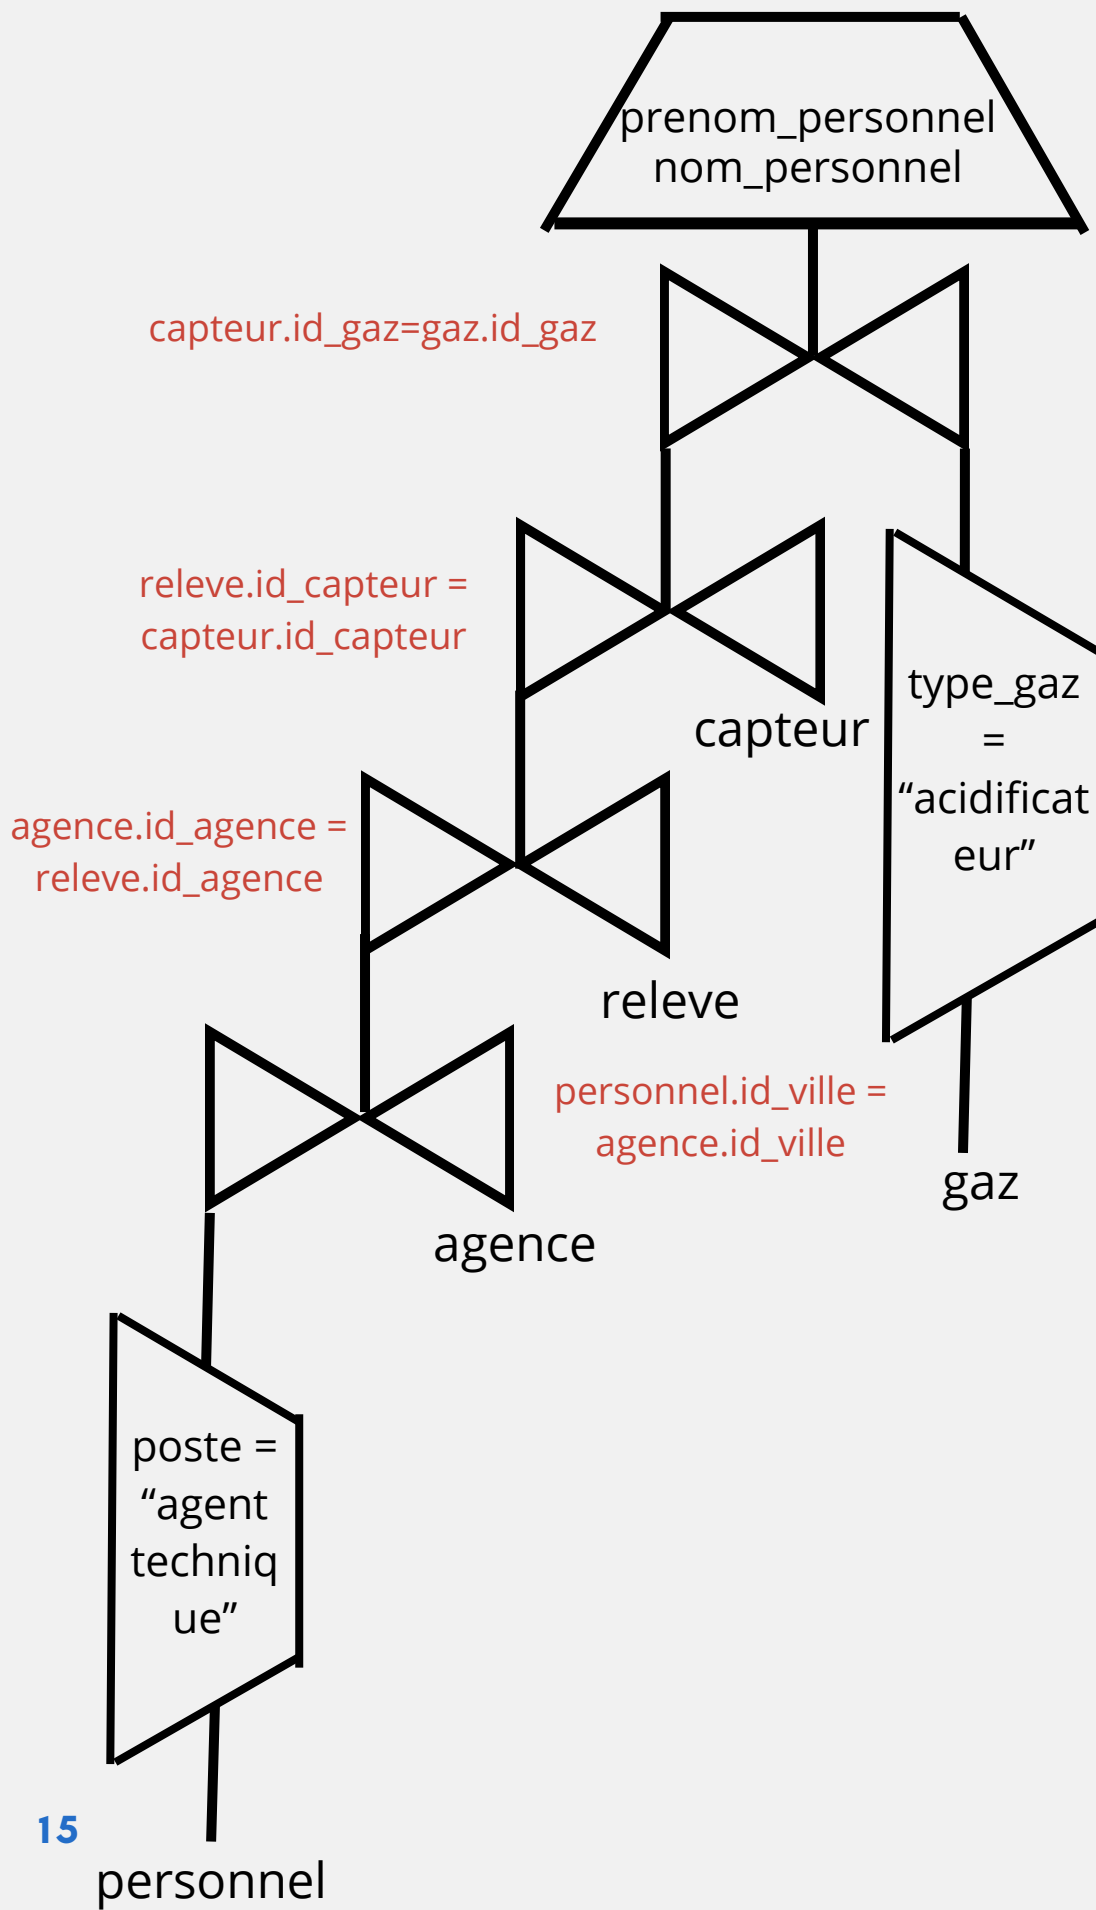 prenom_personnel
nom_personnel
capteur.id_gaz=gaz.id_gaz
releve.id_capteur =
capteur.id_capteur
capteur
type_gaz
=
“acidificat
eur”
agence.id_agence =
releve.id_agence
releve
personnel.id_ville =
agence.id_ville
gaz
agence
poste =
“agent
techniq
ue”
15
personnel